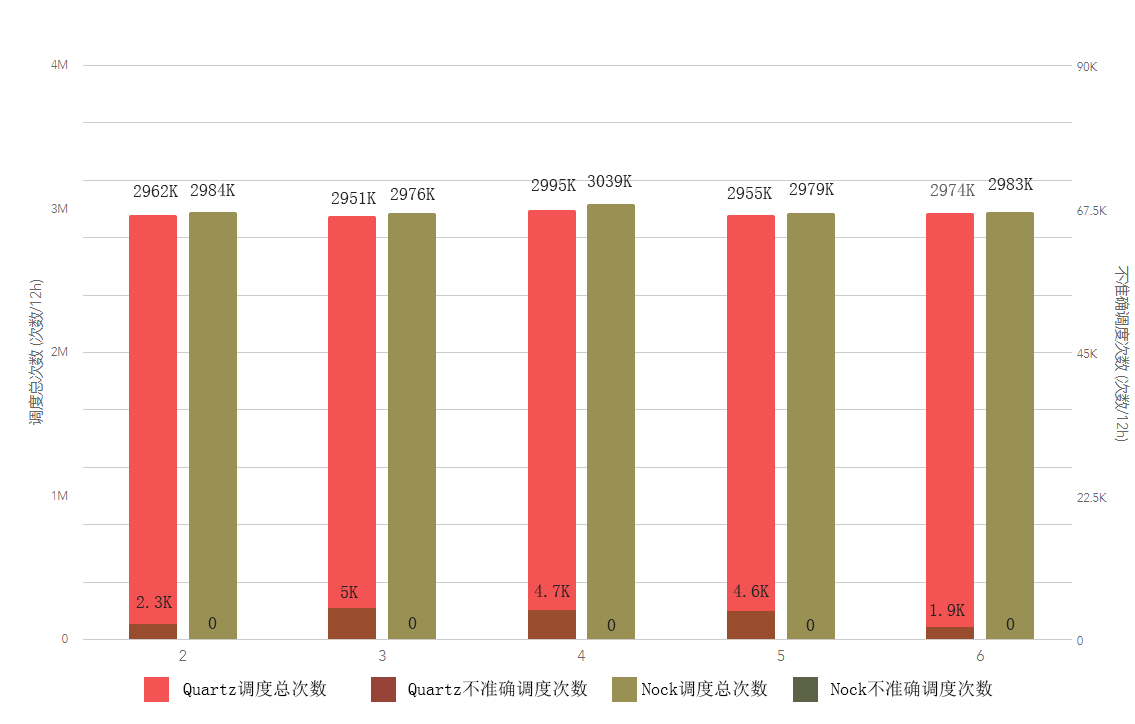 4M
90K
2962K 2984K 2951K 2976K 2995K 3039K 2955K 2979K 2974K 2983K
3M
67.5K
调度总次数 (次数/12h)
不准确调度次数 (次数/12h)
2M
45K
1M
22.5K
2.3K 0 5K 0 4.7K 0 4.6K 0 1.9K 0
0
0
2 3 4 5 6
Quartz调度总次数 Quartz不准确调度次数 Nock调度总次数 Nock不准确调度次数